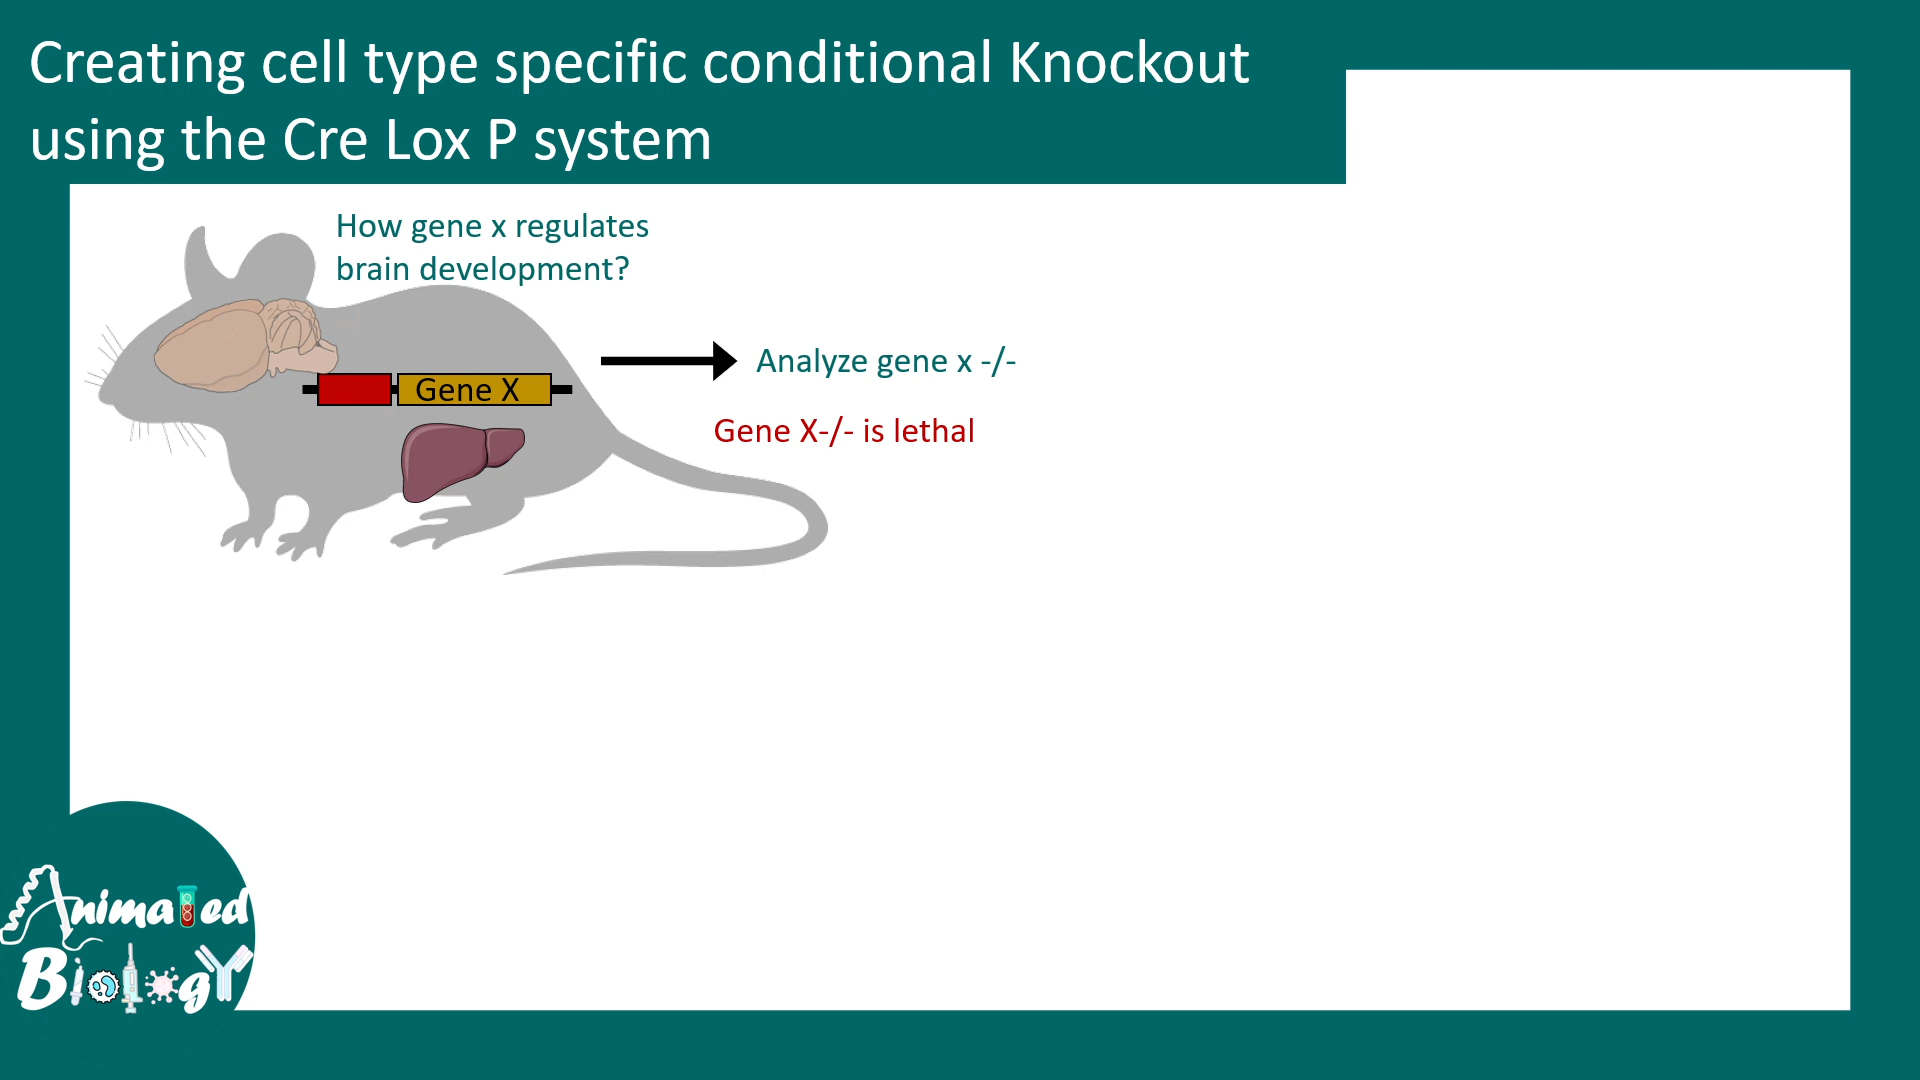 Creating cell type specific conditional Knockout
using the Cre Lox P system
How gene x regulates
brain development?
Analyze gene x -/-
Gene X
Gene X-/- is lethal
Animated
Biology